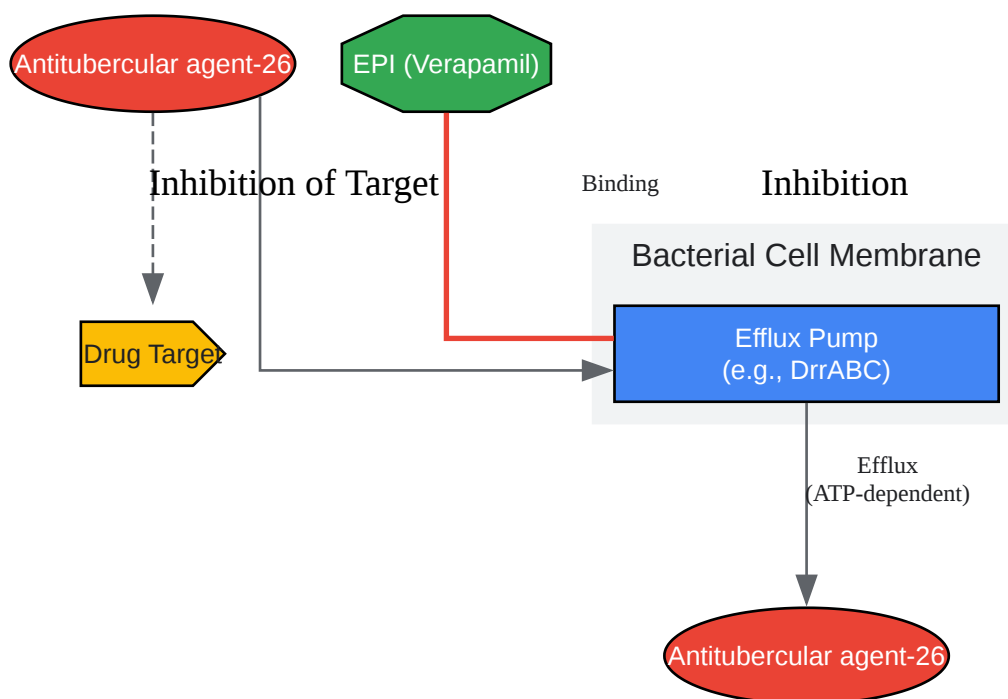 Antitubercular agent-26
EPI (Verapamil)
Inhibition of Target
Binding
Inhibition
Bacterial Cell Membrane
Efflux Pump
(e.g., DrrABC)
Drug Target
Efflux
(ATP-dependent)
Antitubercular agent-26